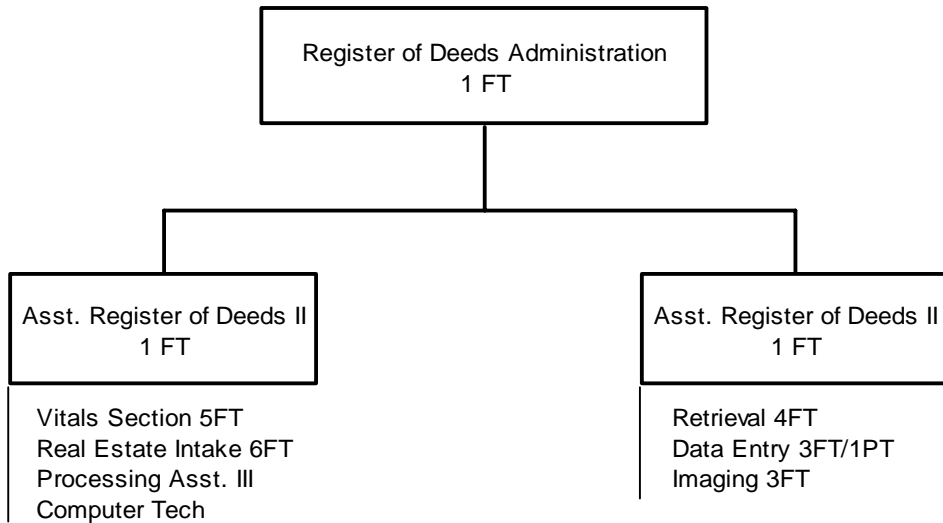 Register of Deeds Administration
1 FT
Asst. Register of Deeds II
1 FT
Vitals Section 5FT
Real Estate Intake 6FT
Processing Asst. III
Computer Tech
Asst. Register of Deeds II
1 FT
Retrieval 4FT
Data Entry 3FT/1PT
Imaging 3FT